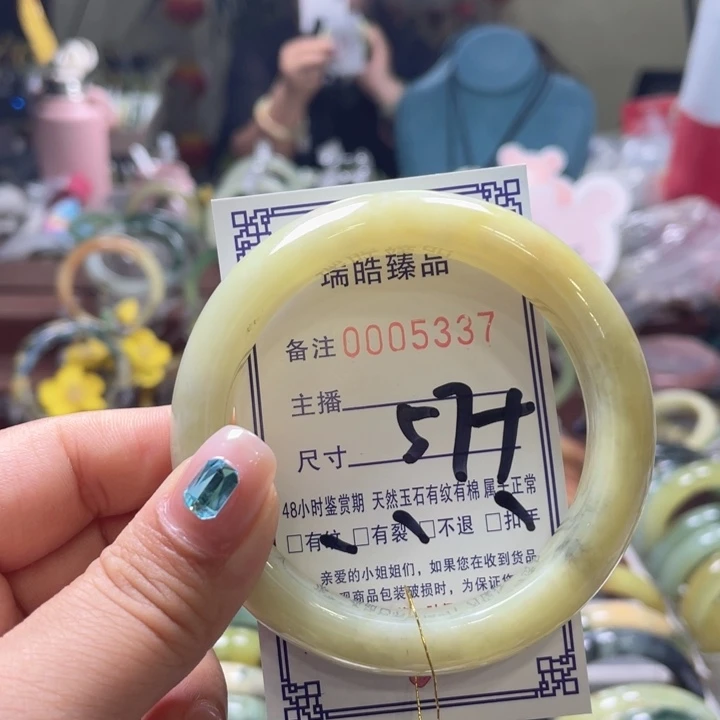 瑞皓臻品
备注 0005337
主播
尺寸 57H
48小时鉴赏期 天然玉石有纹有棉 属于正常
□有纹 □有裂 □不退 □扣手
亲爱的小姐姐们，如果您在收到货品
现商品包装破损时，为保证您